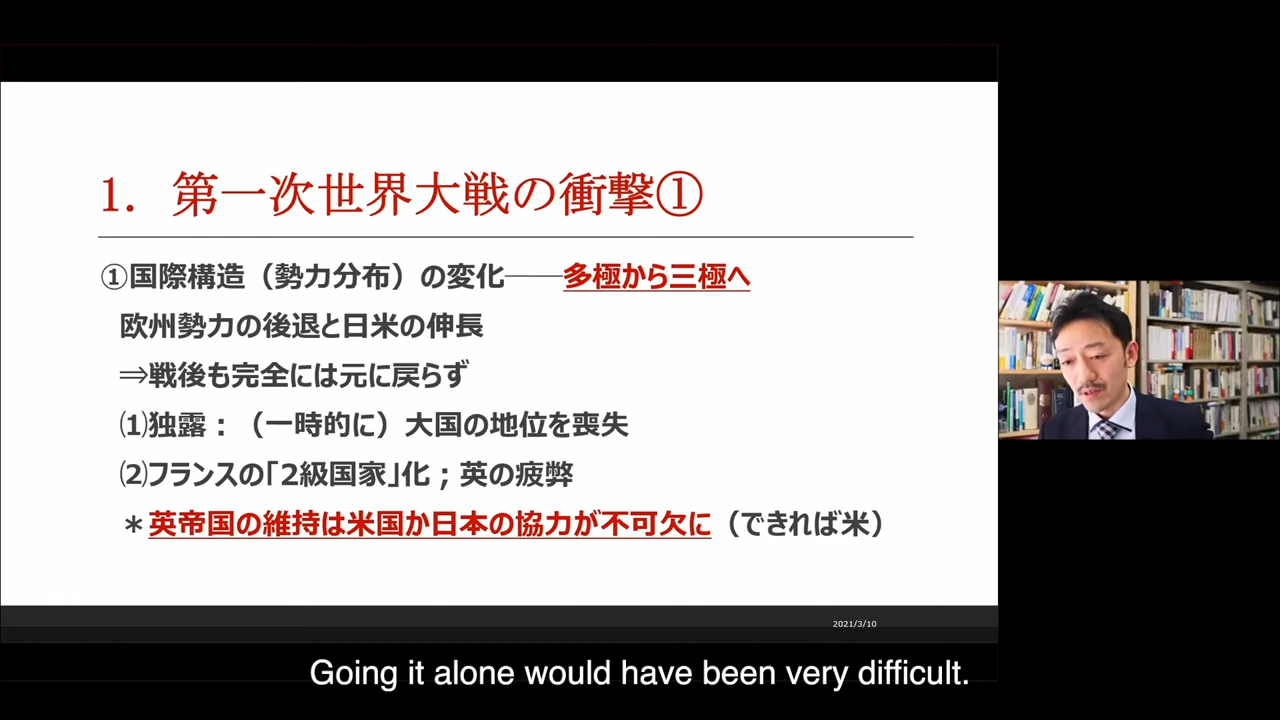 1. 第一次世界大戦の衝撃①
①国際構造（勢力分布）の変化――多極から三極へ
欧州勢力の後退と日米の伸長
⇒戦後も完全には元に戻らず
⑴独露：（一時的に）大国の地位を喪失
⑵フランスの「２級国家」化；英の疲弊
＊英帝国の維持は米国か日本の協力が不可欠に（できれば米）
2021/3/10
Going it alone would have been very difficult.